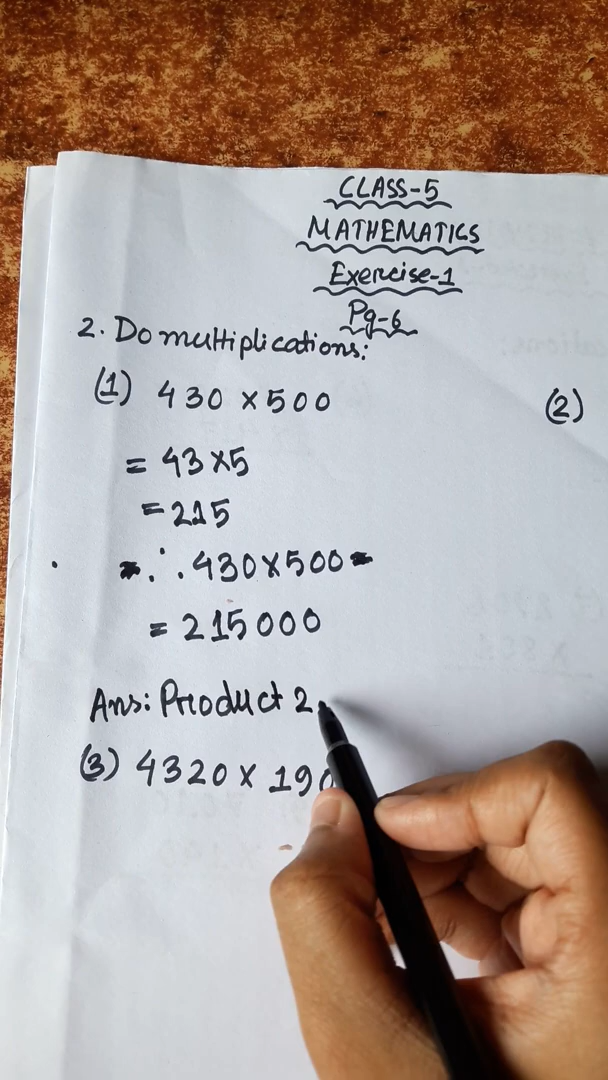 CLASS-5
MATHEMATICS
Exercise-1
Pg-6
2. Do multiplications:
(1) 430 × 500
(2)
= 43 × 5
= 215
∴ 430 × 500
= 215000
Ans: Product 2
(3) 4320 × 190